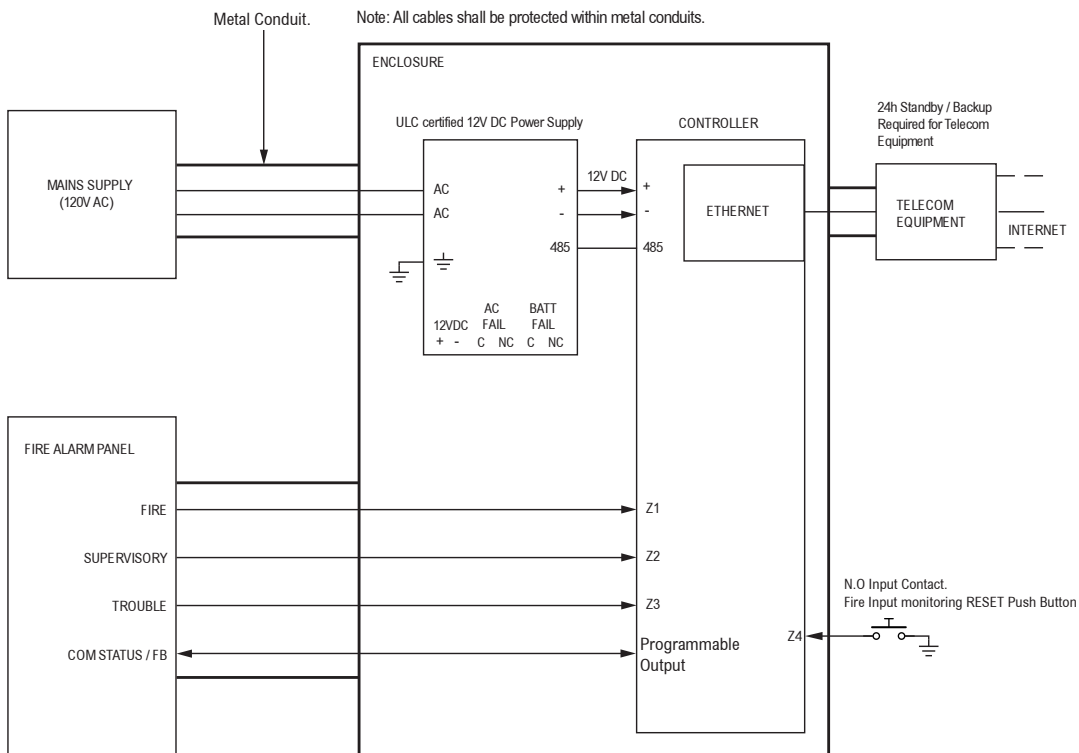 Metal Conduit.
Note: All cables shall be protected within metal conduits.
ENCLOSURE
MAINS SUPPLY
(120V AC)
ULC certified 12V DC Power Supply
AC
AC
+
-
485
12VDC
+ -
AC
FAIL
C NC
BATT
FAIL
C NC
12V DC
CONTROLLER
+
-
485
ETHERNET
24h Standby / Backup
Required for Telecom
Equipment
TELECOM
EQUIPMENT
INTERNET
FIRE ALARM PANEL
FIRE
SUPERVISORY
TROUBLE
COM STATUS / FB
Z1
Z2
Z3
Programmable
Output
Z4
N.O Input Contact.
Fire Input monitoring RESET Push Button